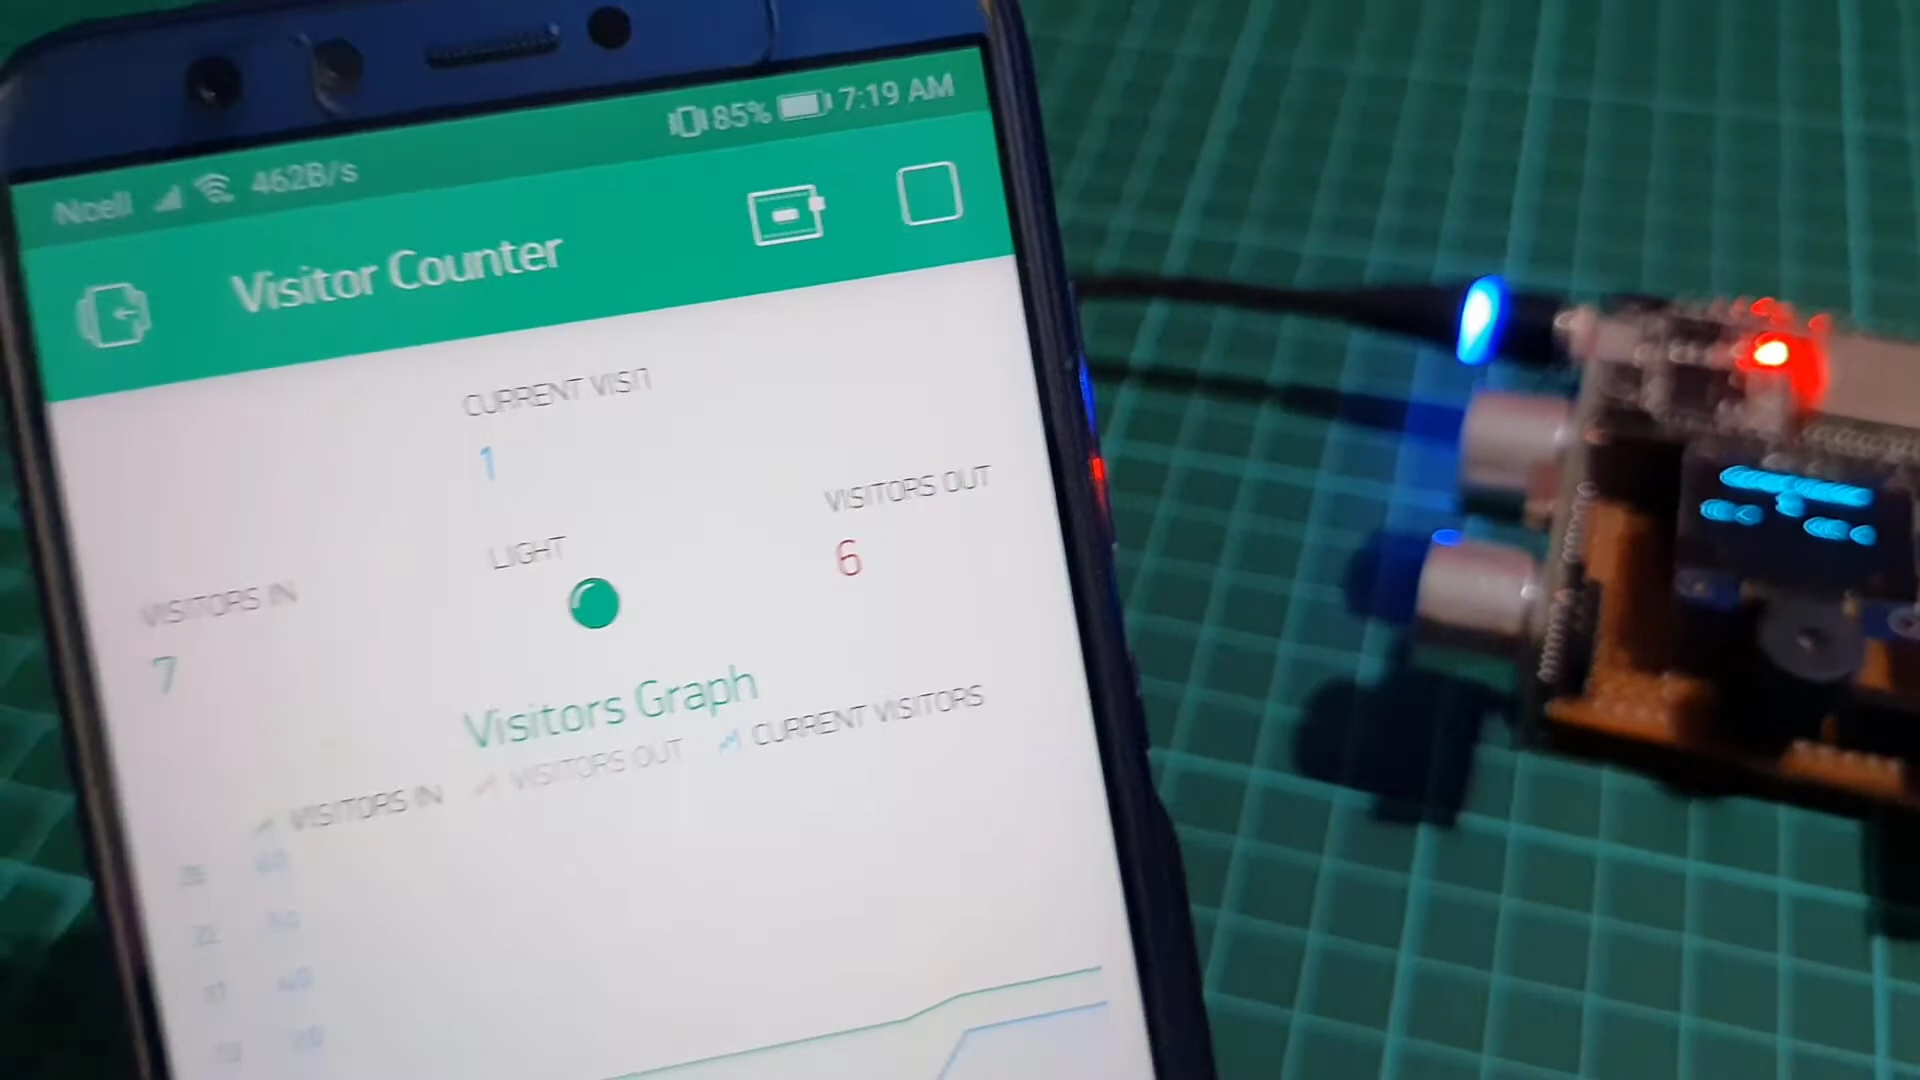 Ncell 462B/s 85% 7:19 AM
Visitor Counter
CURRENT VISIT
1
VISITORS OUT
6
LIGHT
VISITORS IN
7
Visitors Graph
VISITORS IN VISITORS OUT CURRENT VISITORS